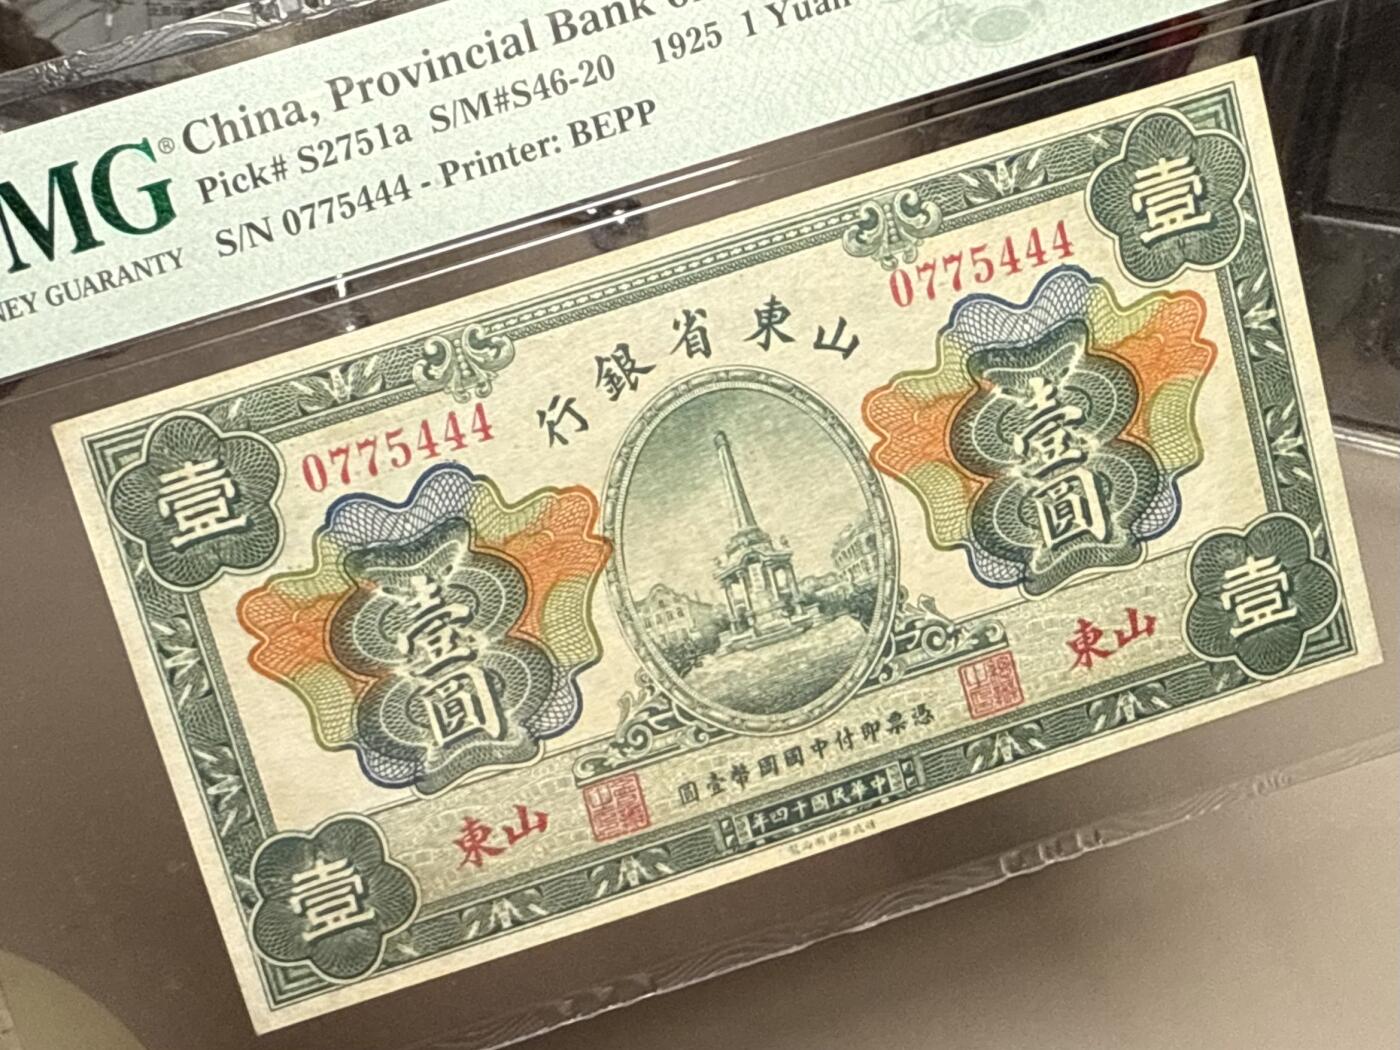 China, Provincial Bank
Pick# S2751a S/M#S46-20 1925 1 Yuan
S/N 0775444 - Printer: BEPP
MG®
NEY GUARANTY
山東省銀行
0775444
0775444
壹
壹
壹圓
壹圓
憑票即付中國國幣壹圓
山東
山東
中華民國十四年
壹
壹